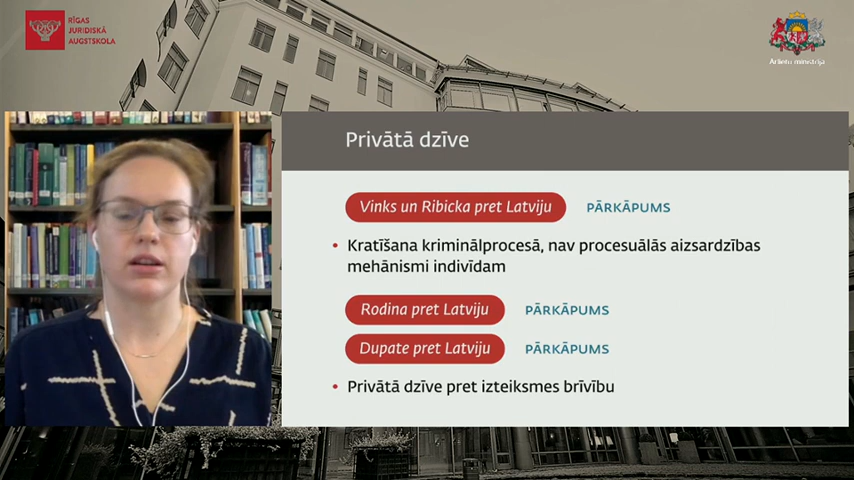 RĪGAS
JURIDISKĀ
AUGSTSKOLA
Ārlietu ministrija
Privātā dzīve
Vinks un Ribicka pret Latviju PĀRKĀPUMS
• Kratīšana kriminālprocesā, nav procesuālās aizsardzības
mehānismi indivīdam
Rodina pret Latviju PĀRKĀPUMS
Dupate pret Latviju PĀRKĀPUMS
• Privātā dzīve pret izteiksmes brīvību